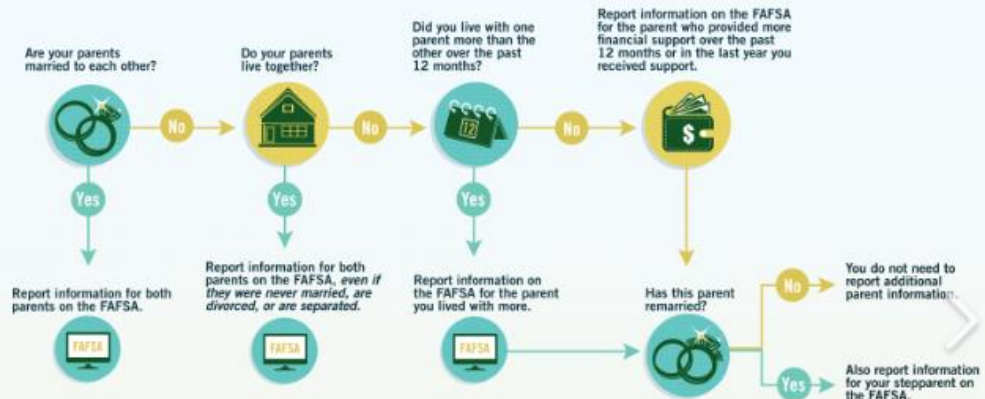 Are your parents
married to each other?
Do your parents
live together?
Did you live with one
parent more than the
other over the past
12 months?
Report information on the FAFSA
for the parent who provided more
financial support over the past
12 months or in the last year you
received support.
No
No
12
No
$
Yes
Yes
Yes
Report information for both
parents on the FAFSA.
Report information for both
parents on the FAFSA, even if
they were never married, are
divorced, or are separated.
Report information on
the FAFSA for the parent
you lived with more.
Has this parent
remarried?
No
You do not need to
report additional
parent information.
FAFSA
FAFSA
FAFSA
Yes
Also report information
for your stepparent on
the FAFSA.